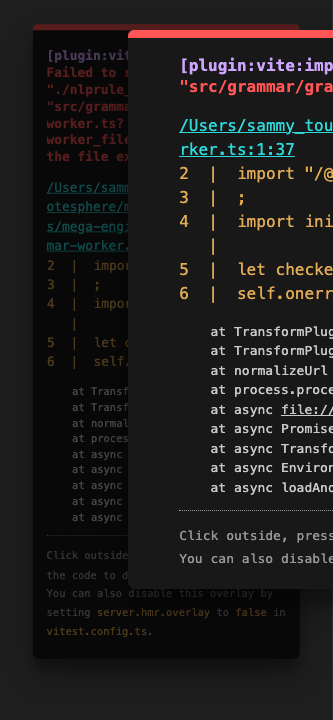 [plugin:vite
Failed to
"./nlprule_
"src/gramma
worker.ts?
worker_file
the file ex
/Users/samm
otesphere/m
s/mega-engi
mar-worker.
2 | impor
3 | ;
4 | impor
|
5 | let c
6 | self.
at Transf
at Transf
at normal
at proces
at async
at async
at async
at async
at async
Click outside
the code to d
You can also disable this overlay by
setting server.hmr.overlay to false in
vitest.config.ts.
[plugin:vite:imp
"src/grammar/gra
/Users/sammy_tou
rker.ts:1:37
2 | import "/@
3 | ;
4 | import ini
|
5 | let checke
6 | self.onerr
at TransformPlug
at TransformPlug
at normalizeUrl
at process.proce
at async file://
at async Promise
at async Transfo
at async Environ
at async loadAnd
Click outside, press
You can also disable